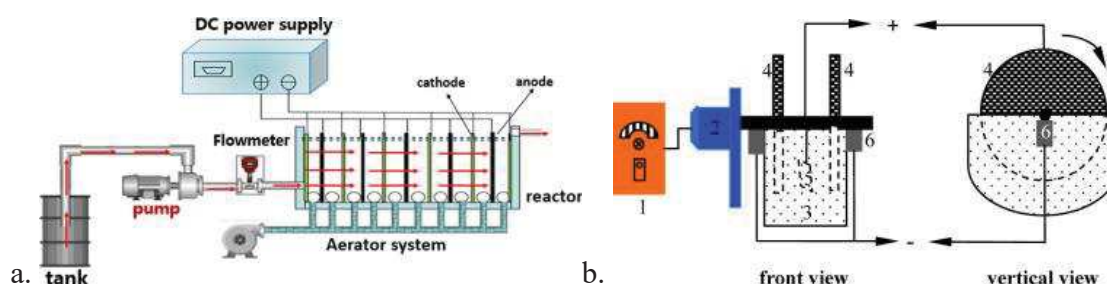 DC power supply
cathode
anode
Flowmeter
pump
reactor
Aerator system
a.
tank
+
4
4
4
2
6
6
5
3
1
-
b.
front view
vertical view